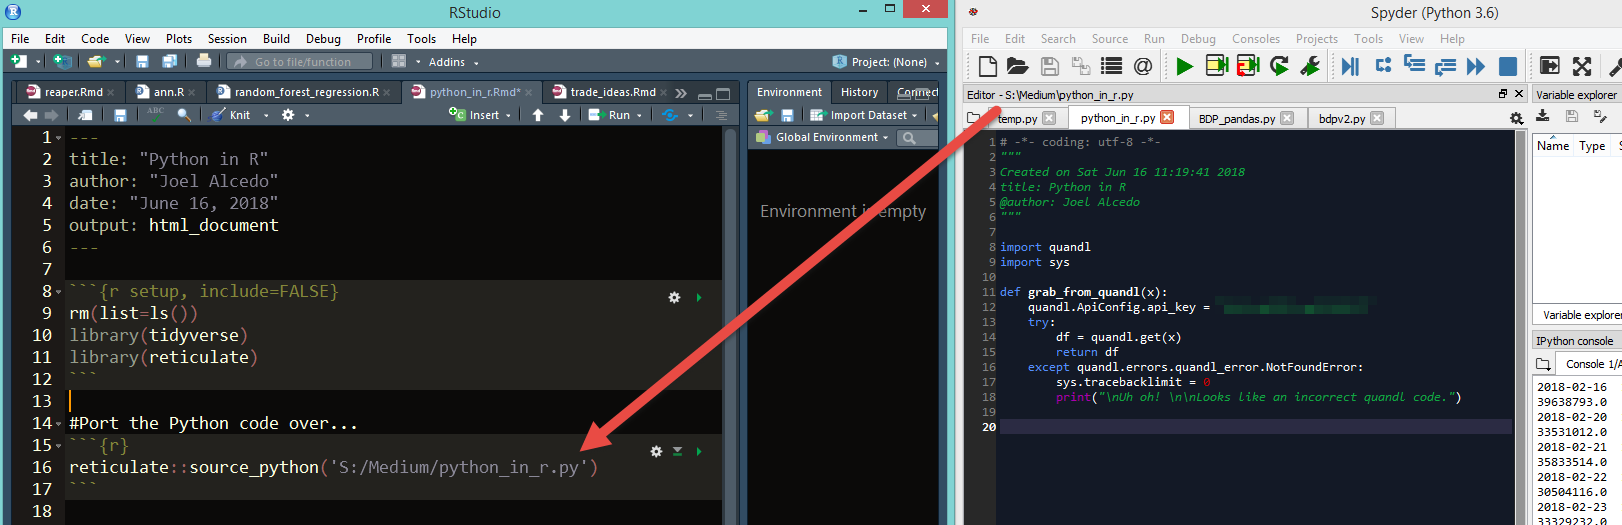 RStudio
File Edit Code View Plots Session Build Debug Profile Tools Help
Go to file/function Addins Project: (None)
reaper.Rmd ann.R random_forest_regression.R python_in_r.Rmd* trade_ideas.Rmd
ABC Knit Insert Run
1 ---
2 title: "Python in R"
3 author: "Joel Alcedo"
4 date: "June 16, 2018"
5 output: html_document
6 ---
7
8 ```{r setup, include=FALSE}
9 rm(list=ls())
10 library(tidyverse)
11 library(reticulate)
12 ```
13
14 #Port the Python code over...
15 ```{r}
16 reticulate::source_python('S:/Medium/python_in_r.py')
17 ```
18
Environment History Connect
Import Dataset
Global Environment
Environment is empty
Spyder (Python 3.6)
File Edit Search Source Run Debug Consoles Projects Tools View Help
Editor - S:\Medium\python_in_r.py
temp.py python_in_r.py BDP_pandas.py bdpv2.py
1 # -*- coding: utf-8 -*-
2 """
3 Created on Sat Jun 16 11:19:41 2018
4 title: Python in R
5 @author: Joel Alcedo
6 """
7
8 import quandl
9 import sys
10
11 def grab_from_quandl(x):
12 quandl.ApiConfig.api_key =
13 try:
14 df = quandl.get(x)
15 return df
16 except quandl.errors.quandl_error.NotFoundError:
17 sys.tracebacklimit = 0
18 print("\nUh oh! \n\nLooks like an incorrect quandl code.")
19
20
Variable explorer
Name Type S
Variable explorer
IPython console
Console 1/A
2018-02-16
39638793.0
2018-02-20
33531012.0
2018-02-21
35833514.0
2018-02-22
30504116.0
2018-02-23
33329232.0